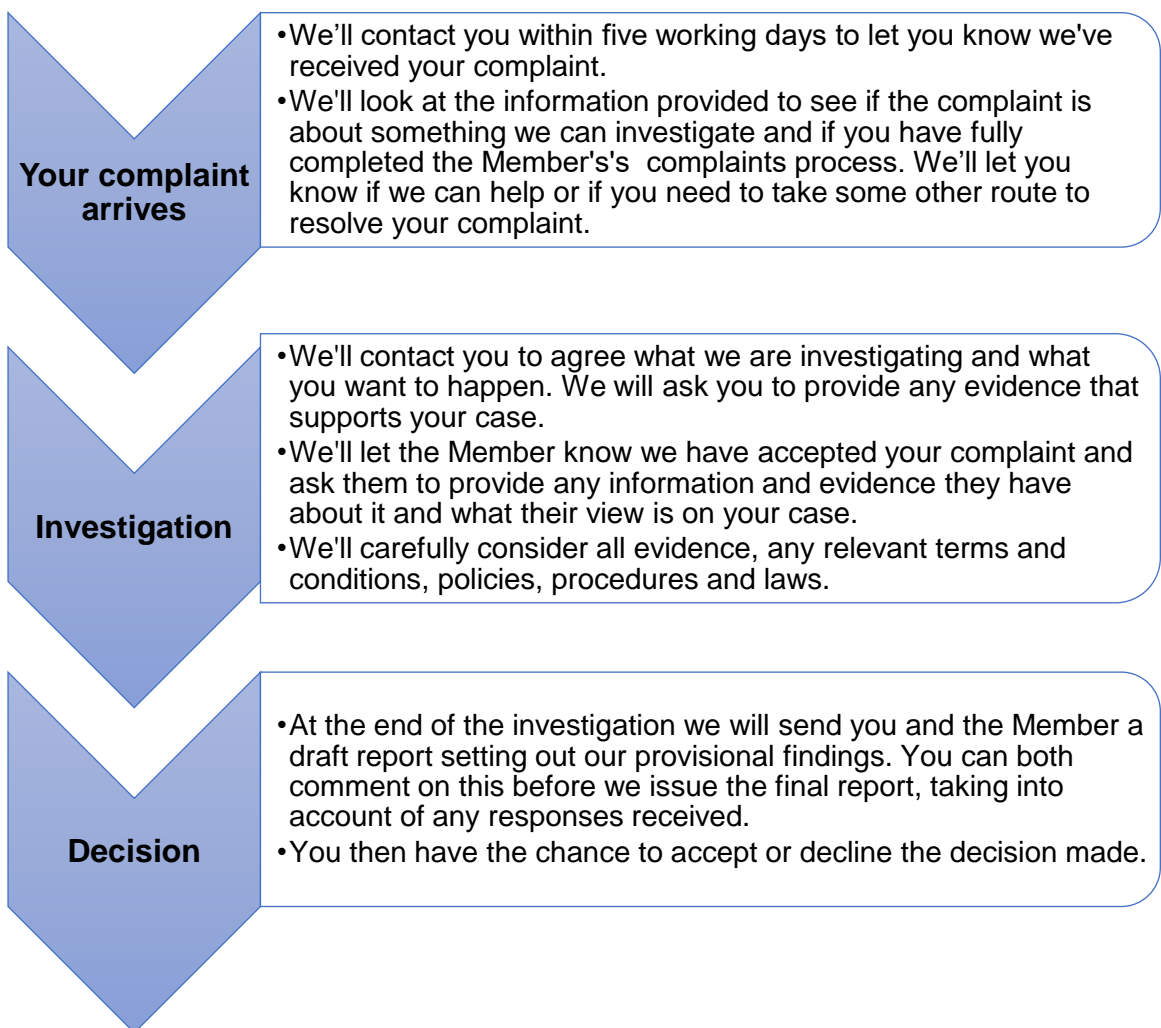 Your complaint
arrives
•We’ll contact you within five working days to let you know we've
received your complaint.
•We'll look at the information provided to see if the complaint is
about something we can investigate and if you have fully
completed the Member's's  complaints process. We’ll let you
know if we can help or if you need to take some other route to
resolve your complaint.
Investigation
•We'll contact you to agree what we are investigating and what
you want to happen. We will ask you to provide any evidence that
supports your case.
•We'll let the Member know we have accepted your complaint and
ask them to provide any information and evidence they have
about it and what their view is on your case.
•We'll carefully consider all evidence, any relevant terms and
conditions, policies, procedures and laws.
Decision
•At the end of the investigation we will send you and the Member a
draft report setting out our provisional findings. You can both
comment on this before we issue the final report, taking into
account of any responses received.
•You then have the chance to accept or decline the decision made.